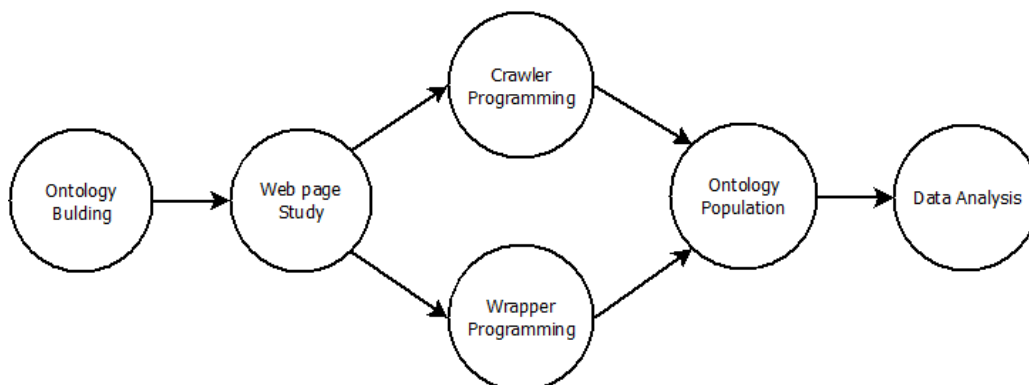 Ontology
Bulding
Web page
Study
Crawler
Programming
Wrapper
Programming
Ontology
Population
Data Analysis